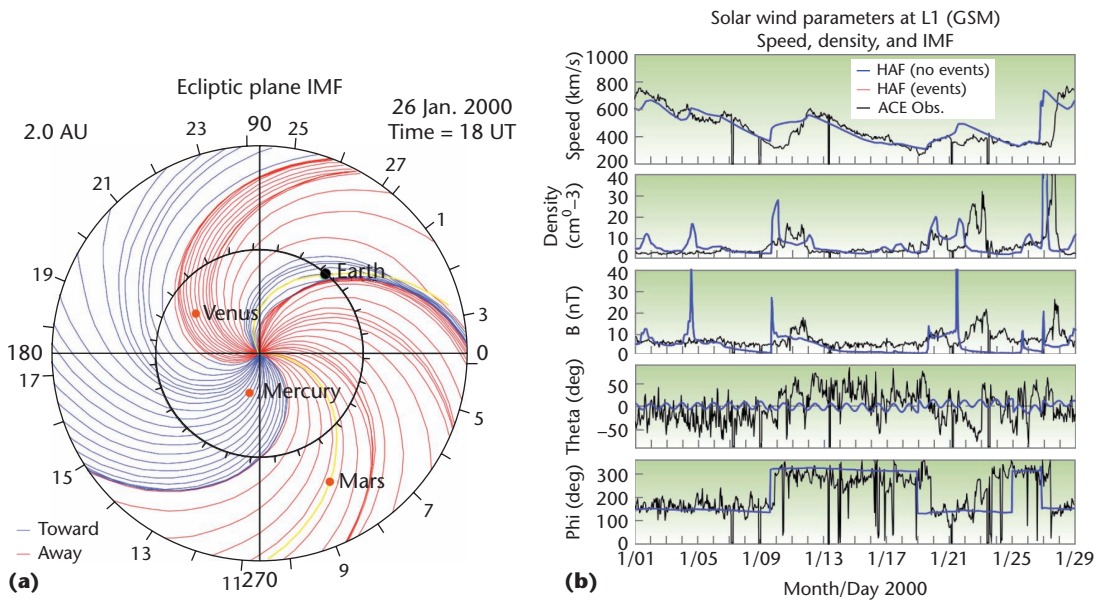 Ecliptic plane IMF
2.0 AU
26 Jan. 2000
Time = 18 UT
90
23
25
21
27
1
19
Earth
3
Venus
180
0
17
Mercury
5
15
Mars
7
Toward
Away
13
9
11
270
(a)
Solar wind parameters at L1 (GSM)
Speed, density, and IMF
Speed (km/s)
1000
800
600
400
200
HAF (no events)
HAF (events)
ACE Obs.
Density
(cm⁰–3)
40
30
20
10
0
B (nT)
40
30
20
10
0
Theta (deg)
50
0
–50
Phi (deg)
300
200
100
0
1/01 1/05 1/09 1/13 1/17 1/21 1/25 1/29
(b)
Month/Day 2000